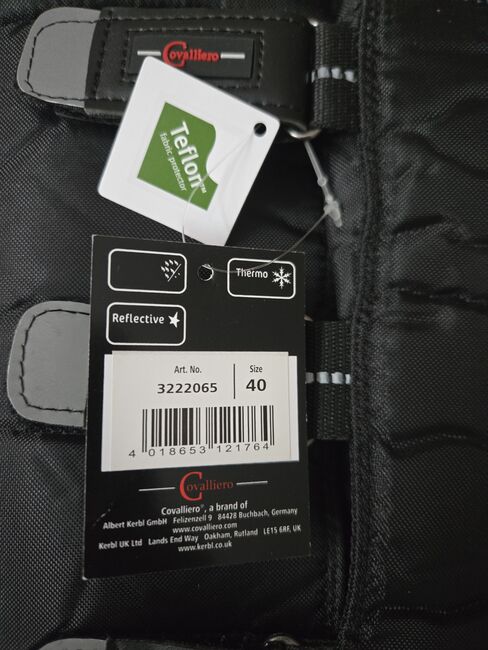 Covalliero
Teflon™
fabric protector
Thermo
Reflective
Art. No.
Size
3222065
40
4 018653 121764
Covalliero
Covalliero®, a brand of
Albert Kerbl GmbH Felizenzell 9 84428 Buchbach, Germany
www.covalliero.com
Kerbl UK Ltd Lands End Way Oakham, Rutland LE15 6RF, UK
www.kerbl.co.uk